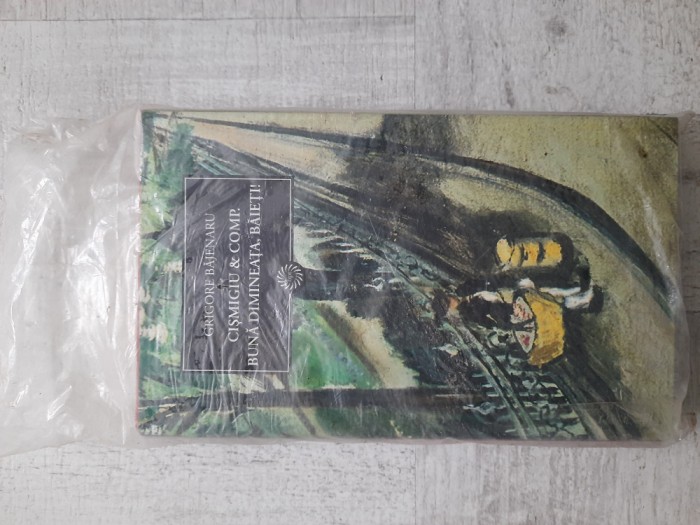 GRIGORE BĂJENARU
CIȘMIGIU & COMP.
BUNĂ DIMINEAȚA, BĂIEȚI!